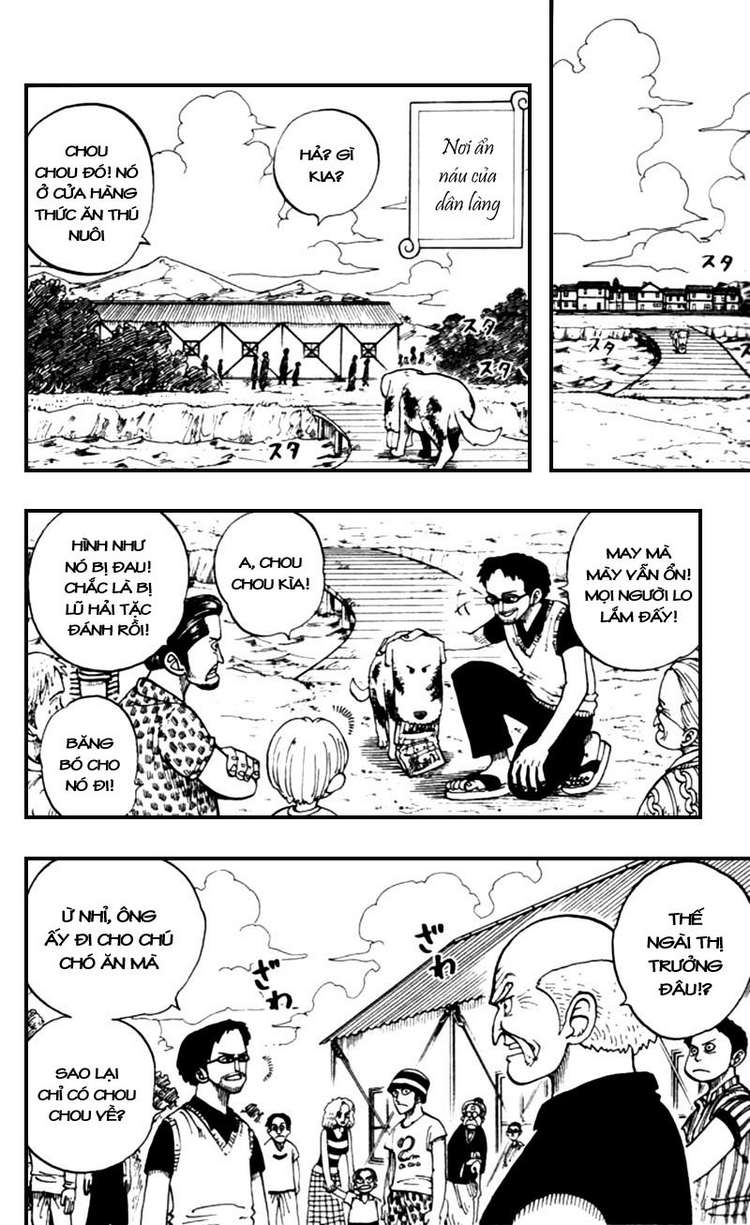 スタ
スタ
Nơi ẩn
náu của
dân làng
HẢ? GÌ
KIA?
CHOU
CHOU ĐÓ! NÓ
Ở CỬA HÀNG
THỨC ĂN THÚ
NUÔI
スタ
スタ
スタ
MAY MÀ
MÀY VẪN ỔN!
MỌI NGƯỜI LO
LẮM ĐẤY!
A, CHOU
CHOU KÌA!
HÌNH NHƯ
NÓ BỊ ĐAU!
CHẮC LÀ BỊ
LŨ HẢI TẶC
ĐÁNH RỒI!
BĂNG
BÓ CHO
NÓ ĐI!
THẾ
NGÀI THỊ
TRƯỞNG
ĐÂU!?
ざわ
ざわ
Ừ NHỈ, ÔNG
ẤY ĐI CHO CHÚ
CHÓ ĂN MÀ
SAO LẠI
CHỈ CÓ CHOU
CHOU VỀ?
2